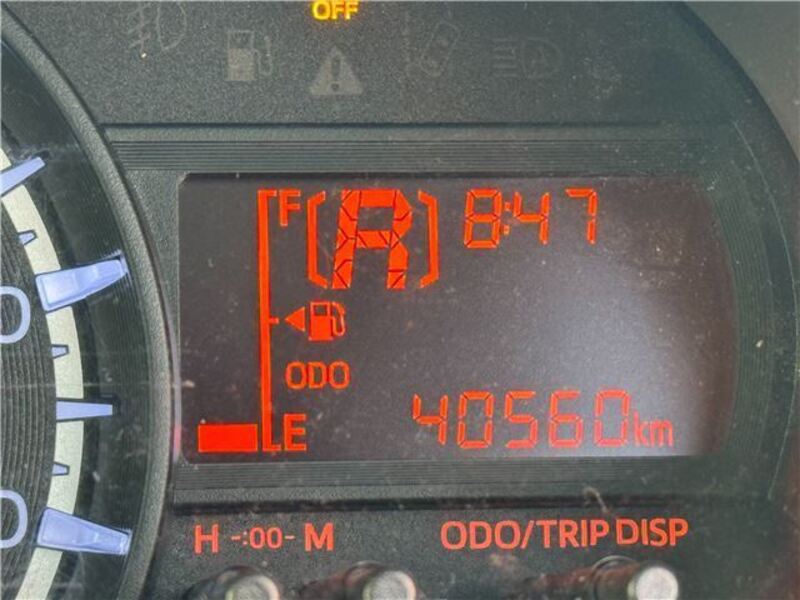 OFF
F [R] 8:47
ODO
E 40560km
H -:00- M ODO/TRIP DISP